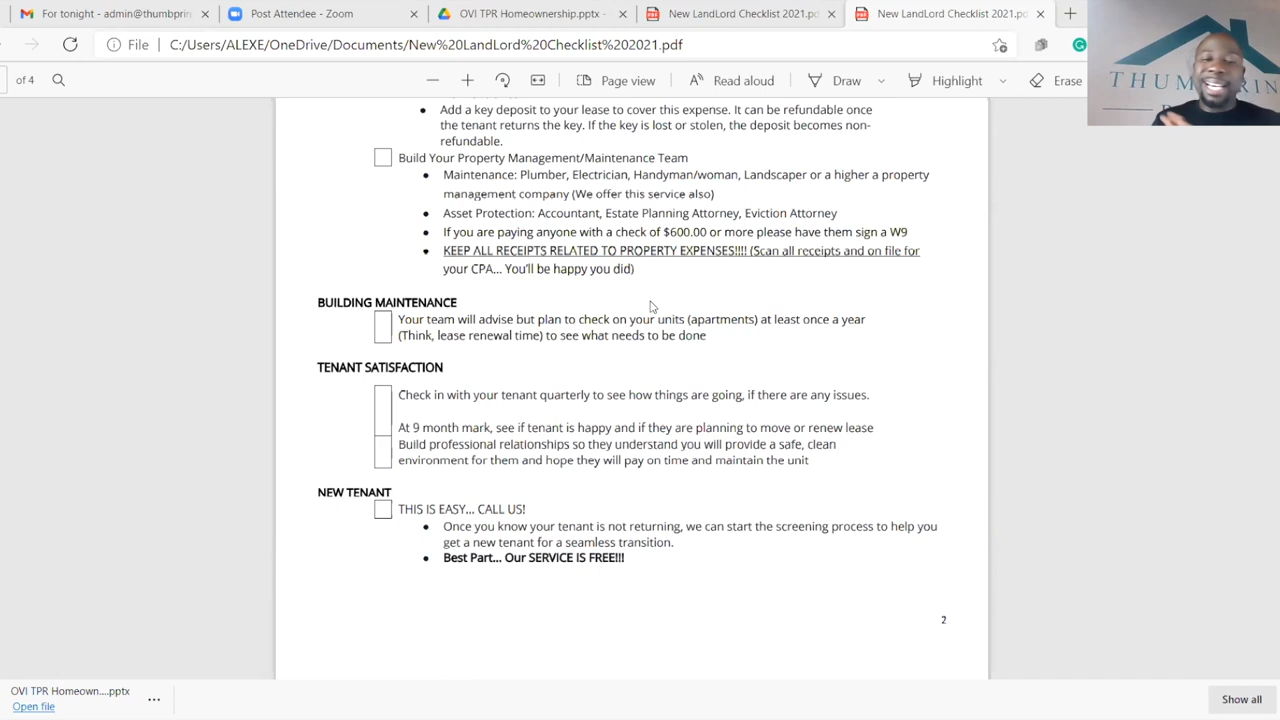 For tonight - admin@thumbprin
Post Attendee - Zoom
OVI TPR Homeownership.pptx -
New LandLord Checklist 2021.pd
New LandLord Checklist 2021.pd
File
C:/Users/ALEXE/OneDrive/Documents/New%20LandLord%20Checklist%202021.pdf
of 4
Page view
Read aloud
Draw
Highlight
Erase
THUMBPRIN
• Add a key deposit to your lease to cover this expense. It can be refundable once
the tenant returns the key. If the key is lost or stolen, the deposit becomes non-
refundable.
Build Your Property Management/Maintenance Team
• Maintenance: Plumber, Electrician, Handyman/woman, Landscaper or a higher a property
management company (We offer this service also)
• Asset Protection: Accountant, Estate Planning Attorney, Eviction Attorney
• If you are paying anyone with a check of $600.00 or more please have them sign a W9
• KEEP ALL RECEIPTS RELATED TO PROPERTY EXPENSES!!!! (Scan all receipts and on file for
your CPA... You'll be happy you did)
BUILDING MAINTENANCE
Your team will advise but plan to check on your units (apartments) at least once a year
(Think, lease renewal time) to see what needs to be done
TENANT SATISFACTION
Check in with your tenant quarterly to see how things are going, if there are any issues.
At 9 month mark, see if tenant is happy and if they are planning to move or renew lease
Build professional relationships so they understand you will provide a safe, clean
environment for them and hope they will pay on time and maintain the unit
NEW TENANT
THIS IS EASY... CALL US!
• Once you know your tenant is not returning, we can start the screening process to help you
get a new tenant for a seamless transition.
• Best Part... Our SERVICE IS FREE!!!
2
OVI TPR Homeown....pptx
Open file
Show all